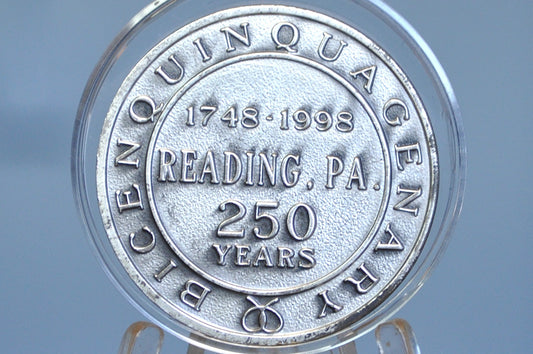 BICENQUINQUAGENARY
1748 · 1998
READING, PA.
250
YEARS